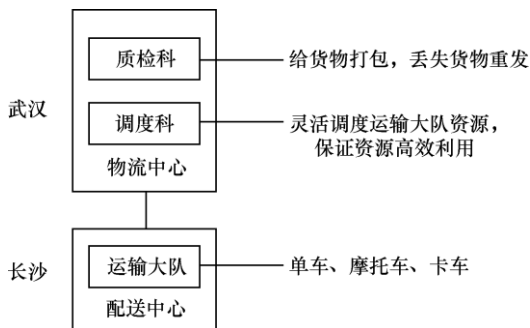 质检科
给货物打包，丢失货物重发
武汉
调度科
灵活调度运输大队资源，
保证资源高效利用
物流中心
长沙
运输大队
单车、摩托车、卡车
配送中心